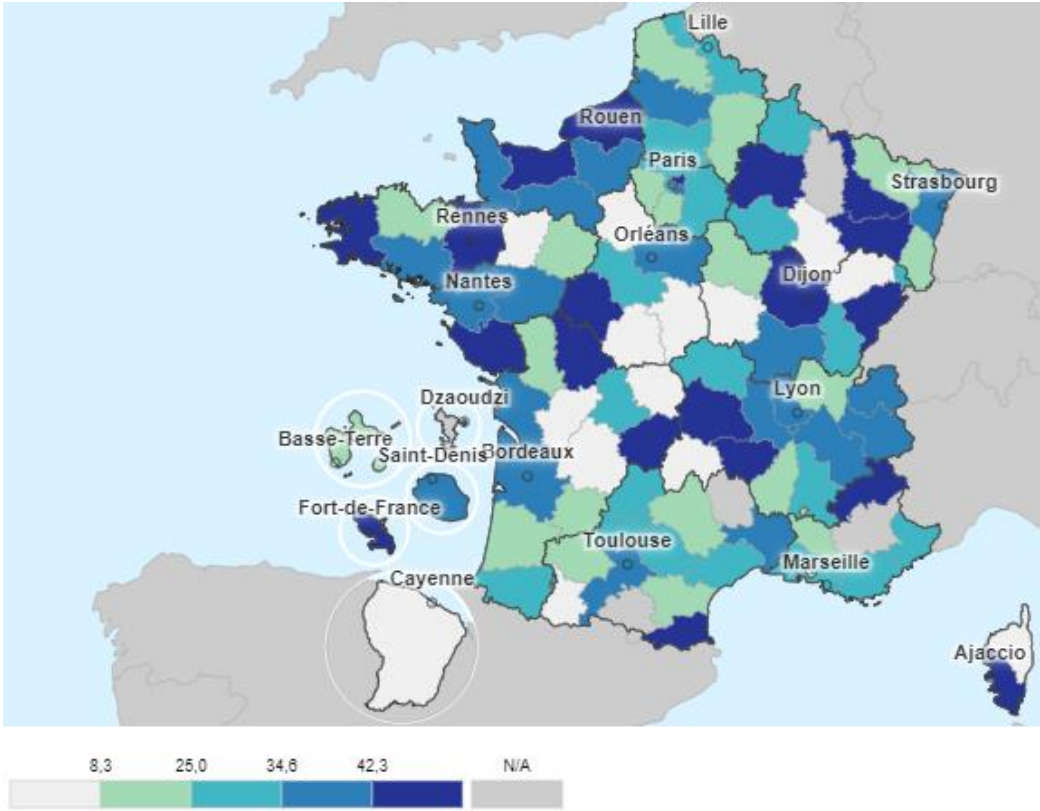 Lille
Rouen
Paris
Strasbourg
Rennes
Orléans
Nantes
Dijon
Lyon
Dzaoudzi
Basse-Terre
Saint-Denis
Bordeaux
Fort-de-France
Toulouse
Marseille
Cayenne
Ajaccio
8,3 25,0 34,6 42,3 N/A